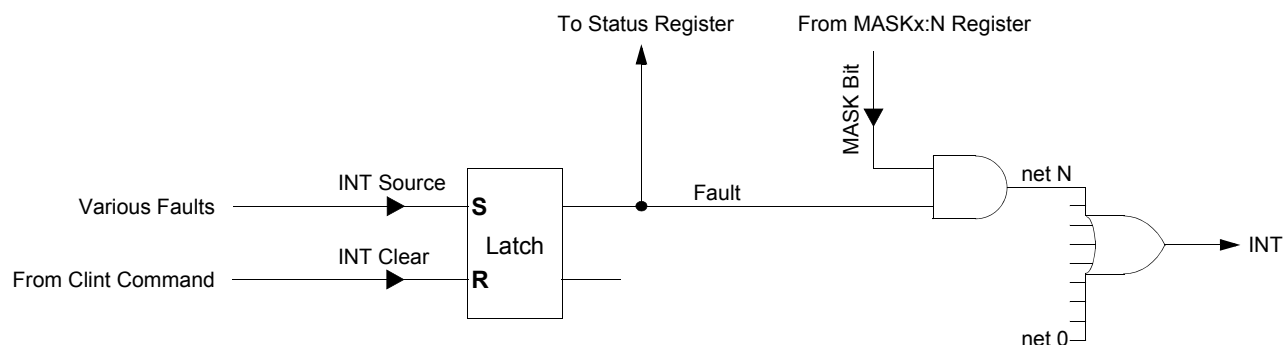 To Status Register
From MASKx:N Register
MASK Bit
INT Source
net N
Various Faults
S
Fault
Latch
INT
INT Clear
From Clint Command
R
net 0